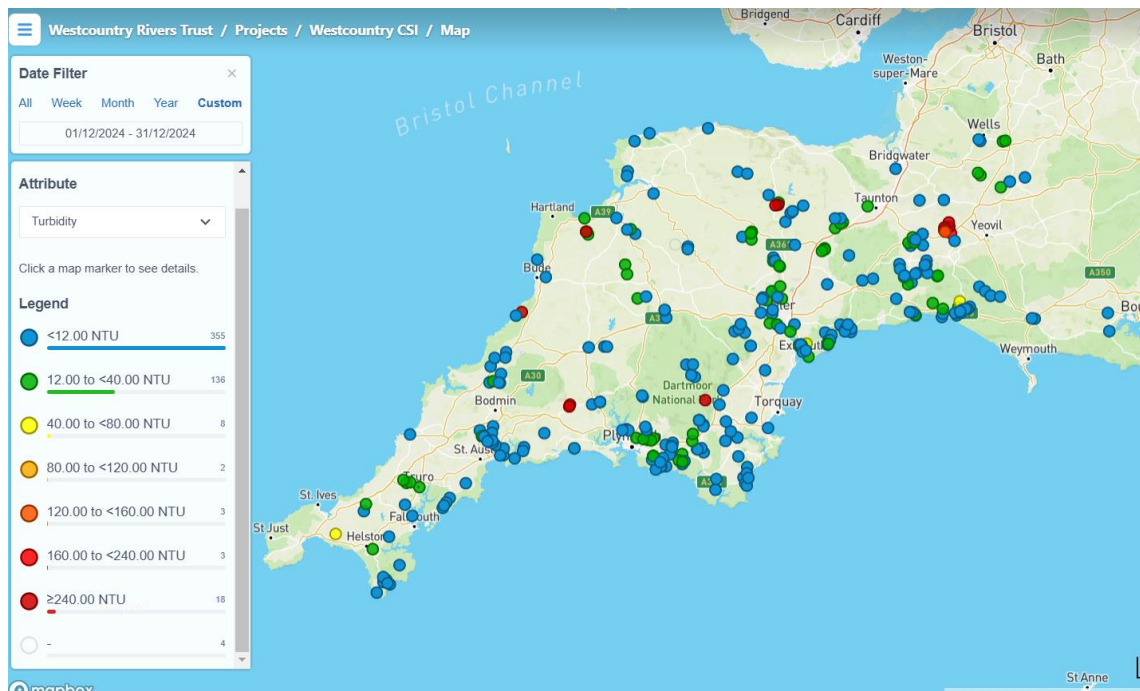 Westcountry Rivers Trust / Projects / Westcountry CSI / Map
Date Filter ×
All Week Month Year Custom
01/12/2024 - 31/12/2024
Attribute
Turbidity
Click a map marker to see details.
Legend
<12.00 NTU 355
12.00 to <40.00 NTU 136
40.00 to <80.00 NTU 8
80.00 to <120.00 NTU 2
120.00 to <160.00 NTU 3
160.00 to <240.00 NTU 3
≥240.00 NTU 18
- 4
mapbox
Bridgend
Cardiff
Bristol
Weston-
super-Mare
Bath
Bristol Channel
Wells
Bridgwater
Taunton
Hartland
A39
Yeovil
A361
Bude
A350
Weymouth
A30
Dartmoor
National
Bodmin
Torquay
St. Aus
Truro
St. Ives
Falmouth
St Just
Helston
St Anne